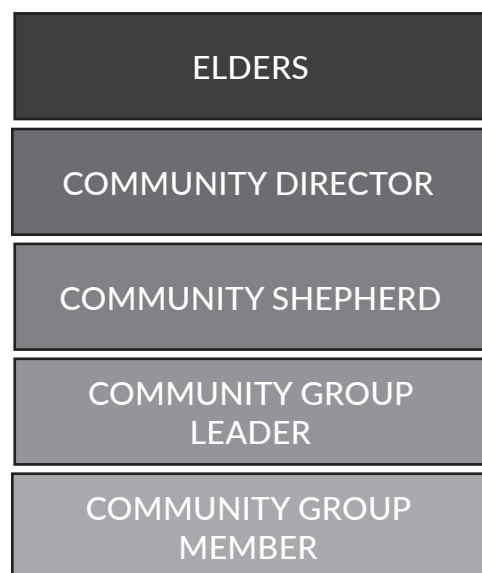 ELDERS
COMMUNITY DIRECTOR
COMMUNITY SHEPHERD
COMMUNITY GROUP
LEADER
COMMUNITY GROUP
MEMBER